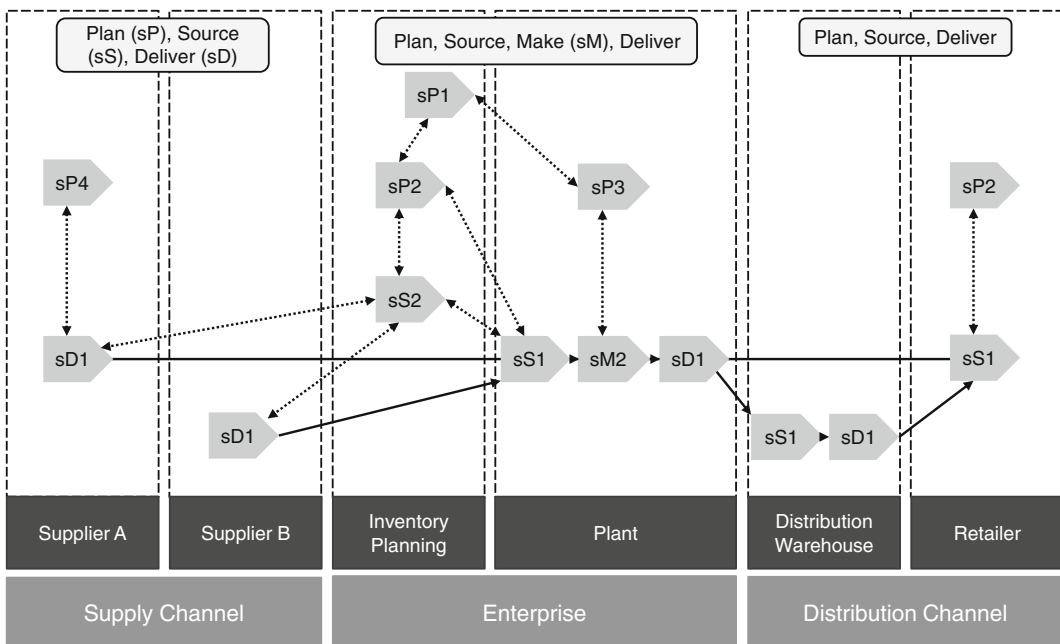 Plan (sP), Source
(sS), Deliver (sD)
Plan, Source, Make (sM), Deliver
Plan, Source, Deliver
sP1
sP4
sP2
sP3
sP2
sS2
sD1
sS1
sM2
sD1
sS1
sD1
sS1
sD1
Supplier A
Supplier B
Inventory
Planning
Plant
Distribution
Warehouse
Retailer
Supply Channel
Enterprise
Distribution Channel